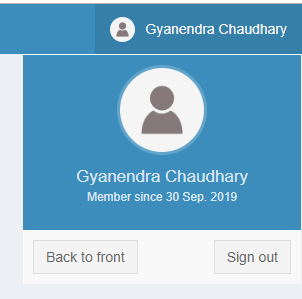 Gyanendra Chaudhary
Gyanendra Chaudhary
Member since 30 Sep. 2019
Back to front
Sign out